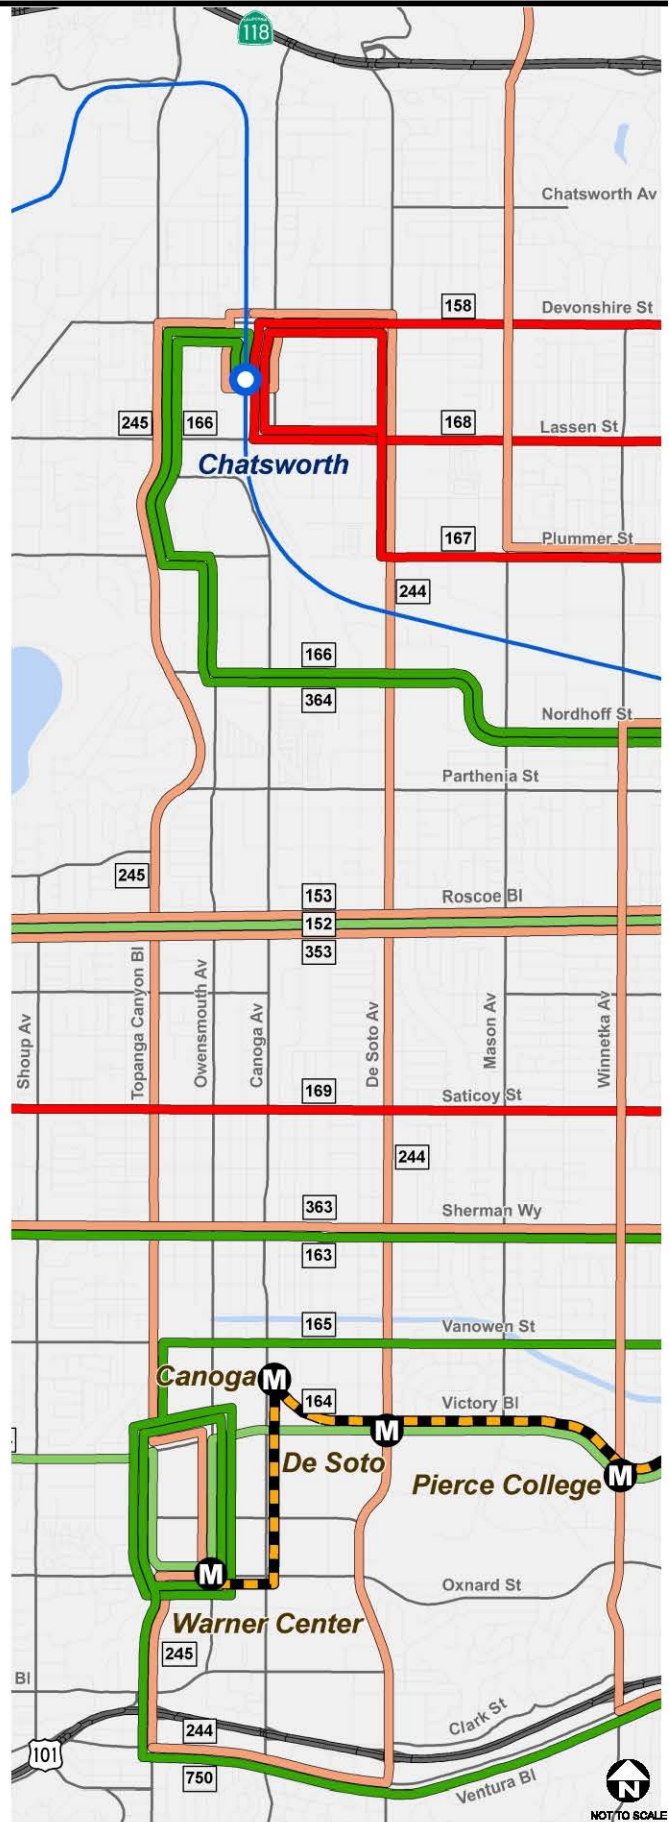 CALIFORNIA
118
Chatsworth Av
158
Devonshire St
245
166
168
Lassen St
Chatsworth
167
Plummer St
244
166
364
Nordhoff St
Parthenia St
245
153
Roscoe Bl
152
353
Shoup Av
Topanga Canyon Bl
Owensmouth Av
Canoga Av
De Soto Av
Mason Av
Winnetka Av
169
Saticoy St
244
363
Sherman Wy
163
165
Vanowen St
Canoga
M
164
Victory Bl
M
De Soto
Pierce College
M
M
Oxnard St
Warner Center
245
Bl
Clark St
244
101
750
Ventura Bl
N
NOT TO SCALE